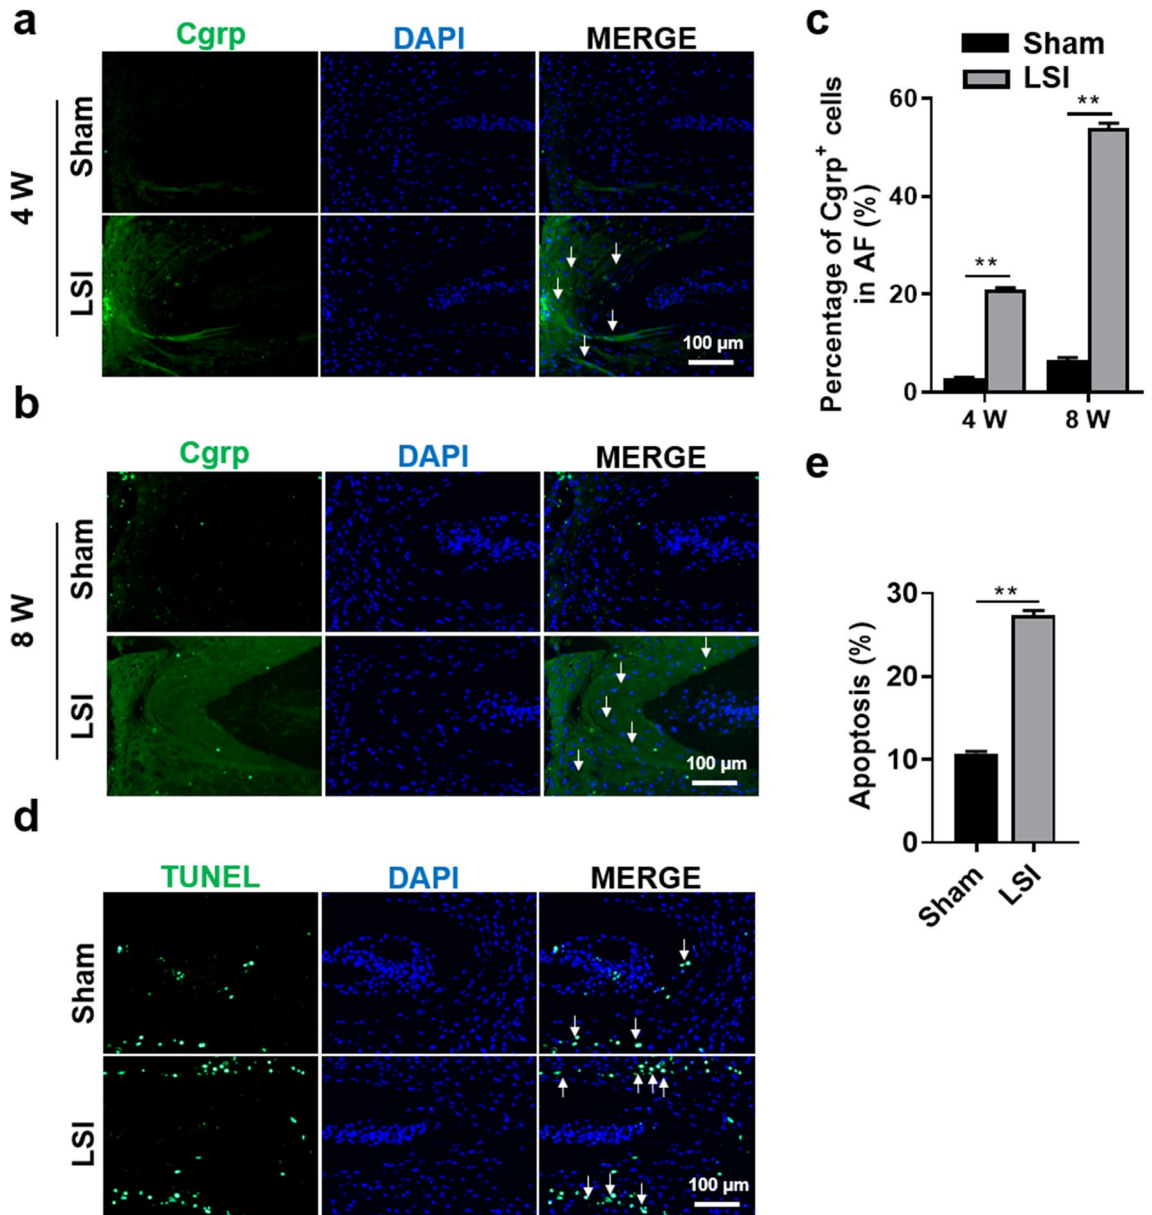 a
Cgrp DAPI MERGE
4 W
Sham
LSI
100 μm
b
Cgrp DAPI MERGE
8 W
Sham
LSI
100 μm
c
Sham
LSI
Percentage of Cgrp+ cells
in AF (%)
60
40
20
0
**
**
4 W 8 W
d
TUNEL DAPI MERGE
Sham
LSI
100 μm
e
Apoptosis (%)
30
20
10
0
**
Sham LSI